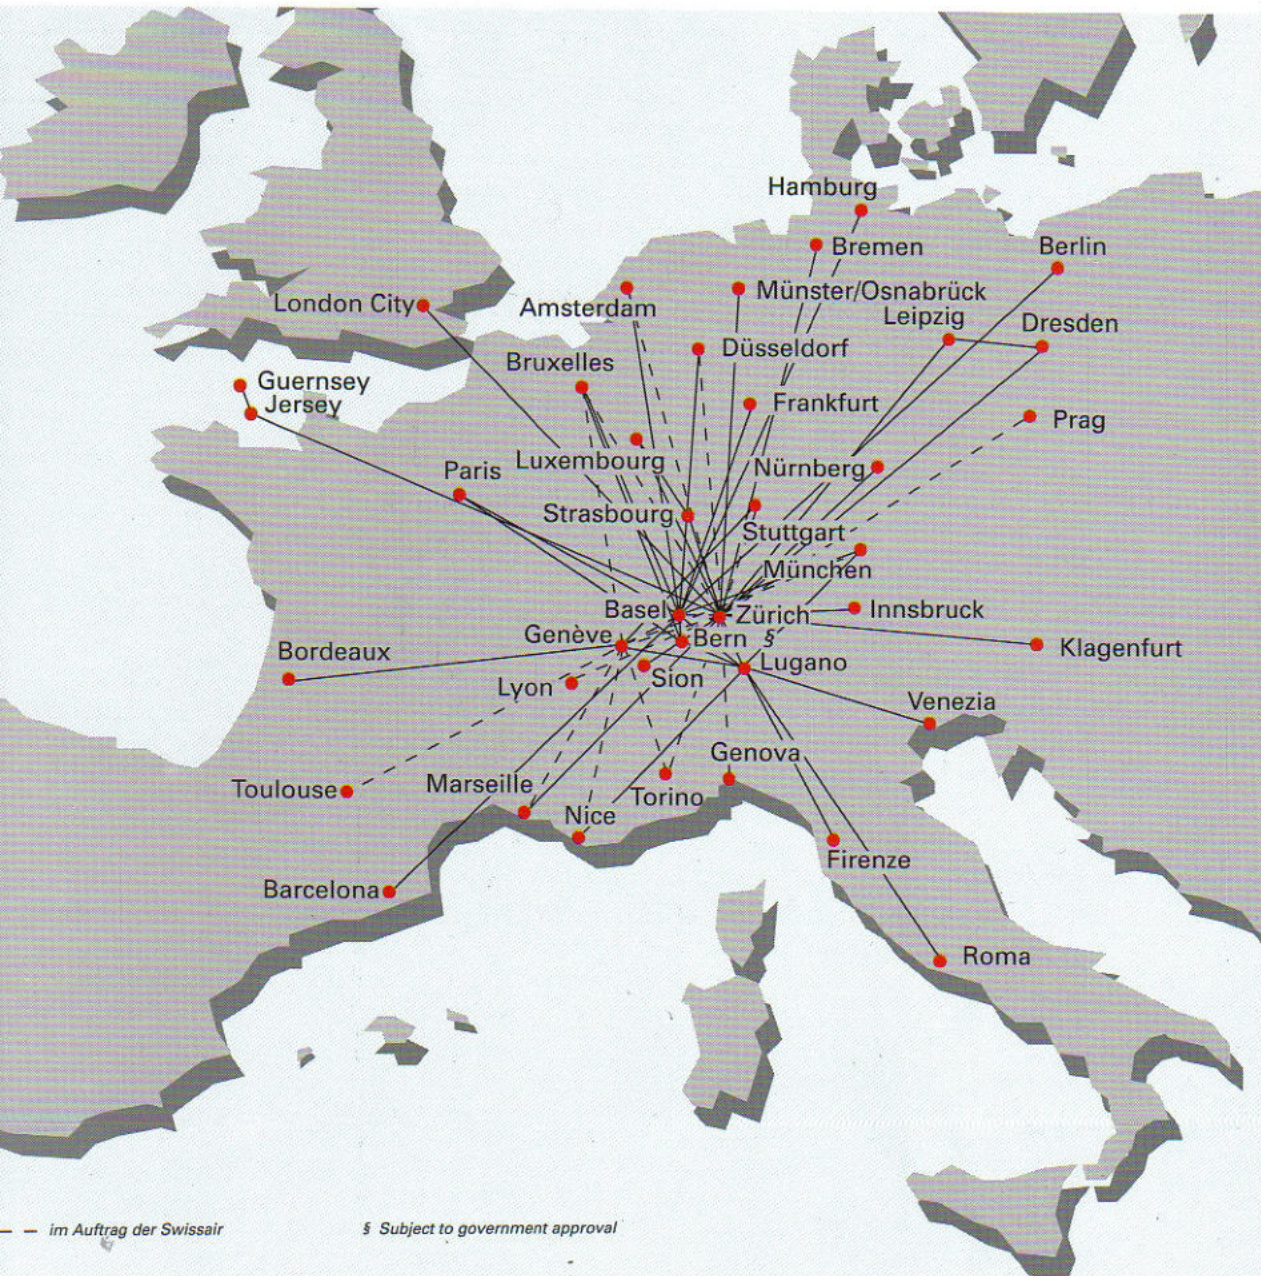 Hamburg
Bremen
Berlin
London City
Amsterdam
Münster/Osnabrück
Leipzig
Dresden
Düsseldorf
Bruxelles
Guernsey
Jersey
Frankfurt
Prag
Paris
Luxembourg
Nürnberg
Strasbourg
Stuttgart
München
Basel
Zürich
Innsbruck
Genève
Bern §
Klagenfurt
Bordeaux
Lugano
Lyon
Sion
Venezia
Genova
Toulouse
Marseille
Torino
Nice
Firenze
Barcelona
Roma
im Auftrag der Swissair
§ Subject to government approval